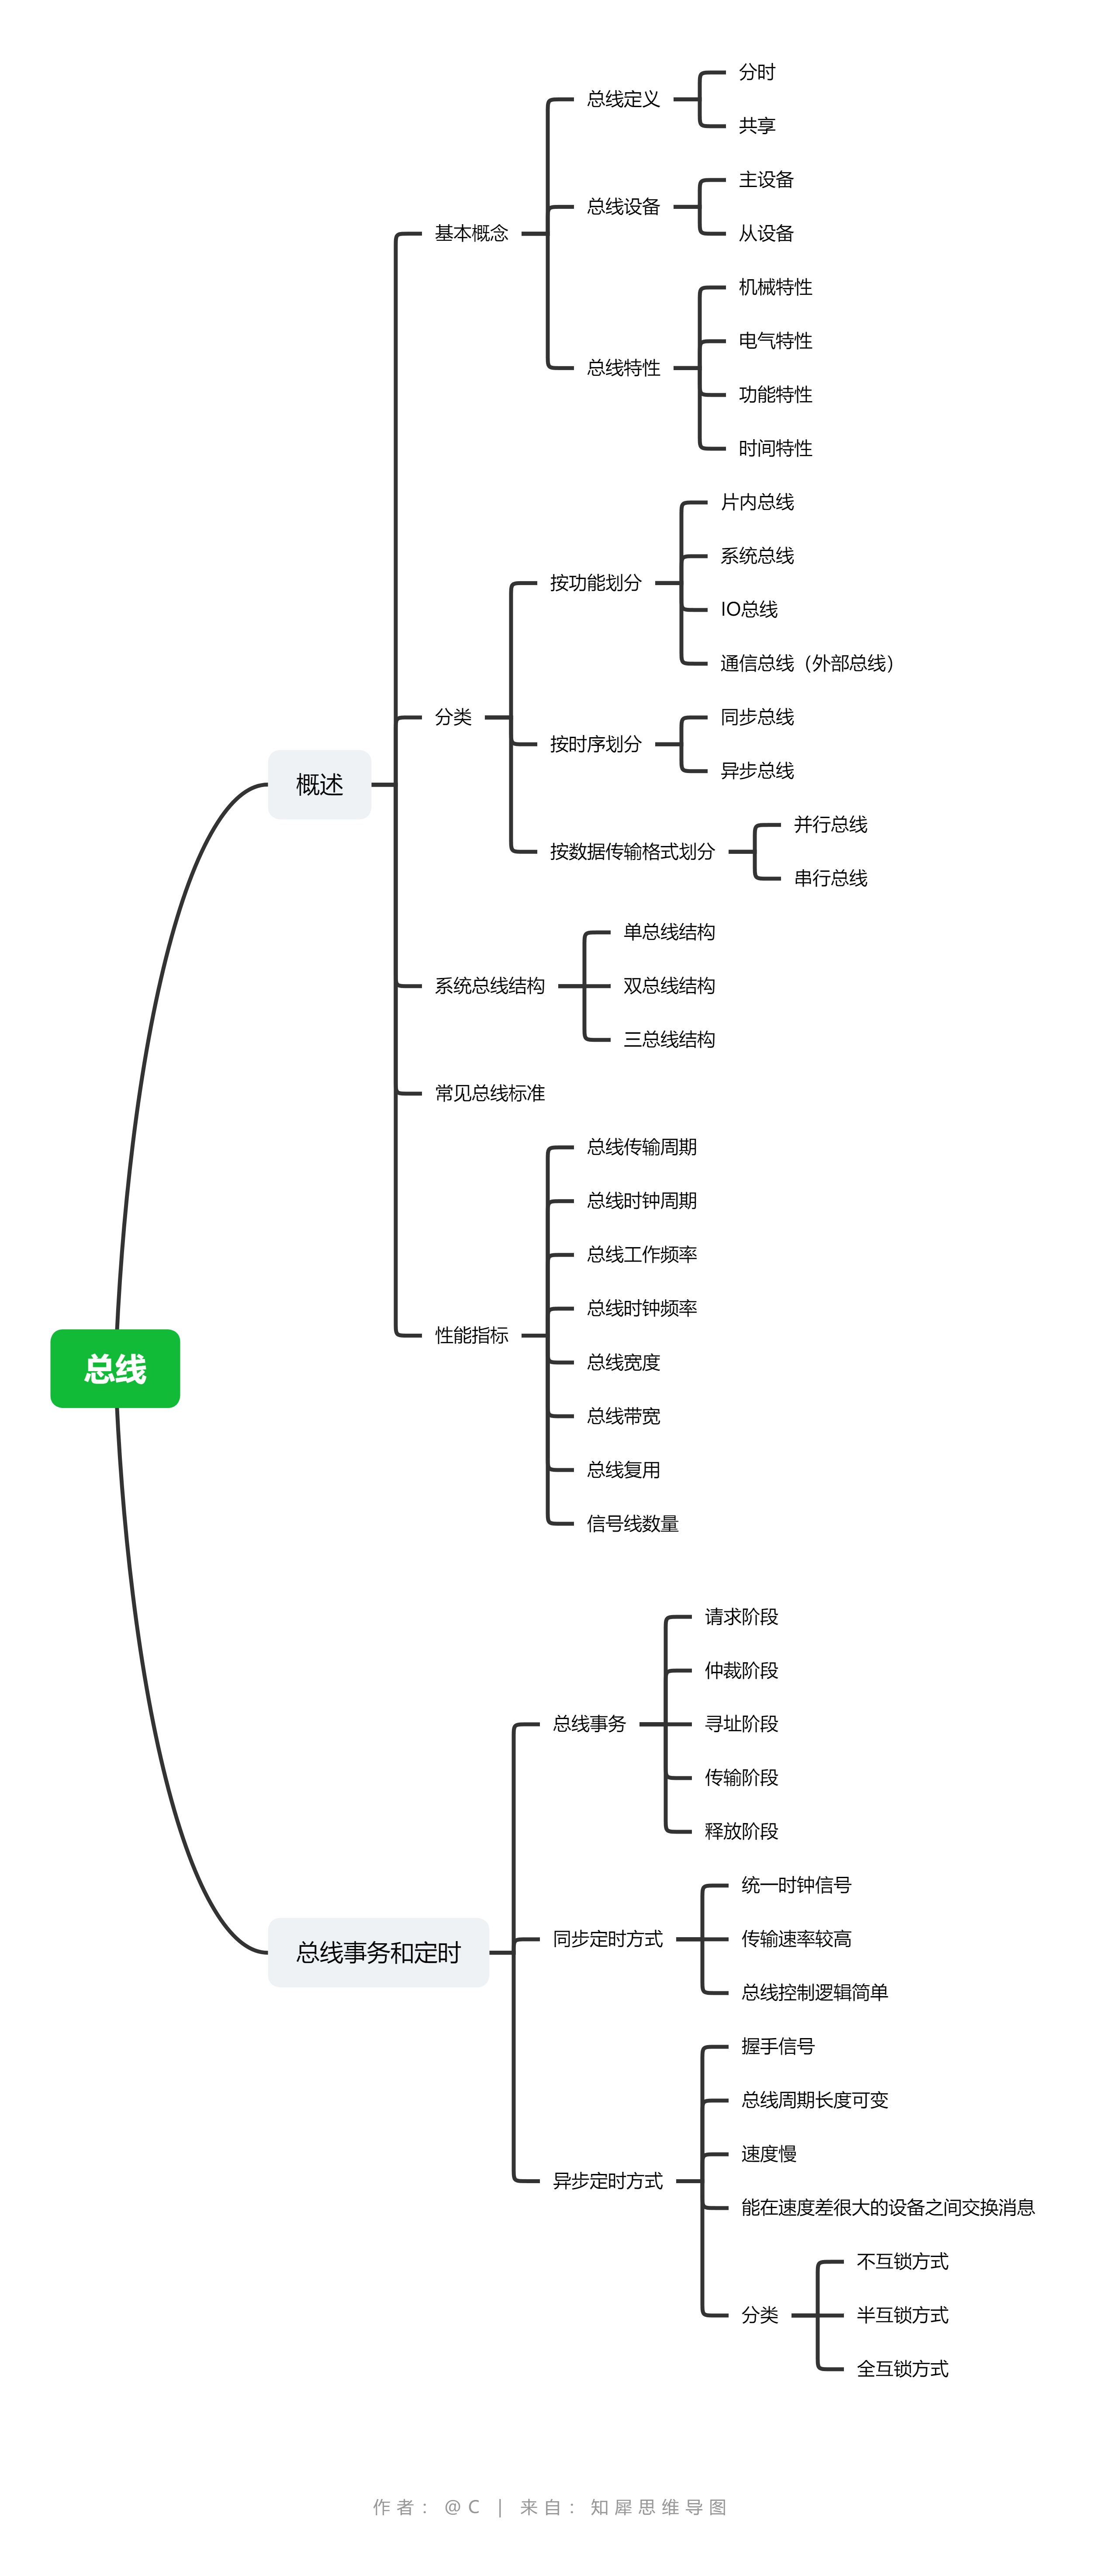 总线
概述
基本概念
总线定义
分时
共享
总线设备
主设备
从设备
总线特性
机械特性
电气特性
功能特性
时间特性
分类
按功能划分
片内总线
系统总线
IO总线
通信总线（外部总线）
按时序划分
同步总线
异步总线
按数据传输格式划分
并行总线
串行总线
系统总线结构
单总线结构
双总线结构
三总线结构
常见总线标准
性能指标
总线传输周期
总线时钟周期
总线工作频率
总线时钟频率
总线宽度
总线带宽
总线复用
信号线数量
总线事务和定时
总线事务
请求阶段
仲裁阶段
寻址阶段
传输阶段
释放阶段
同步定时方式
统一时钟信号
传输速率较高
总线控制逻辑简单
异步定时方式
握手信号
总线周期长度可变
速度慢
能在速度差很大的设备之间交换消息
分类
不互锁方式
半互锁方式
全互锁方式
作者：@C | 来自：知犀思维导图